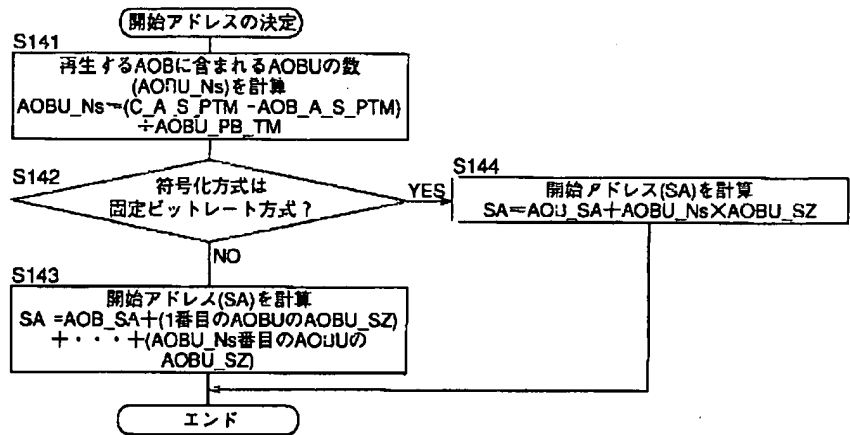 開始アドレスの決定
S141
再生するAOBに含まれるAOBUの数
(AOBU_Ns)を計算
AOBU_Ns=(C_A_S_PTM -AOB_A_S_PTM)
÷AOBU_PB_TM
S142
符号化方式は
固定ビットレート方式?
YES
NO
S144
開始アドレス(SA)を計算
SA=AOB_SA+AOBU_Ns×AOBU_SZ
S143
開始アドレス(SA)を計算
SA =AOB_SA+(1番目のAOBUのAOBU_SZ)
+・・・+(AOBU_Ns番目のAOBUの
AOBU_SZ)
エンド